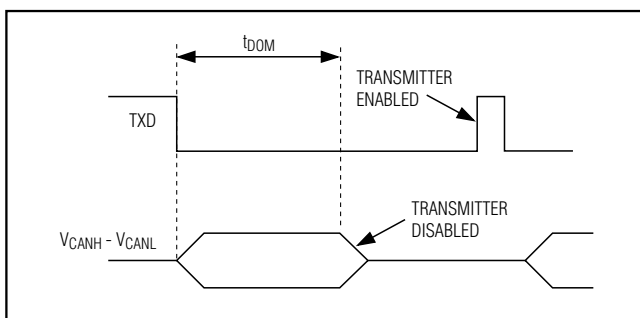 tDOM
TRANSMITTER
ENABLED
TXD
TRANSMITTER
DISABLED
VCANH - VCANL